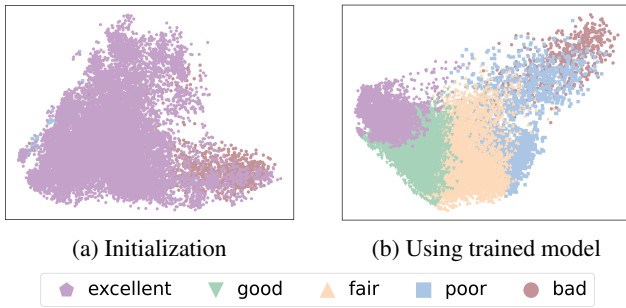 (a) Initialization
(b) Using trained model
excellent good fair poor bad